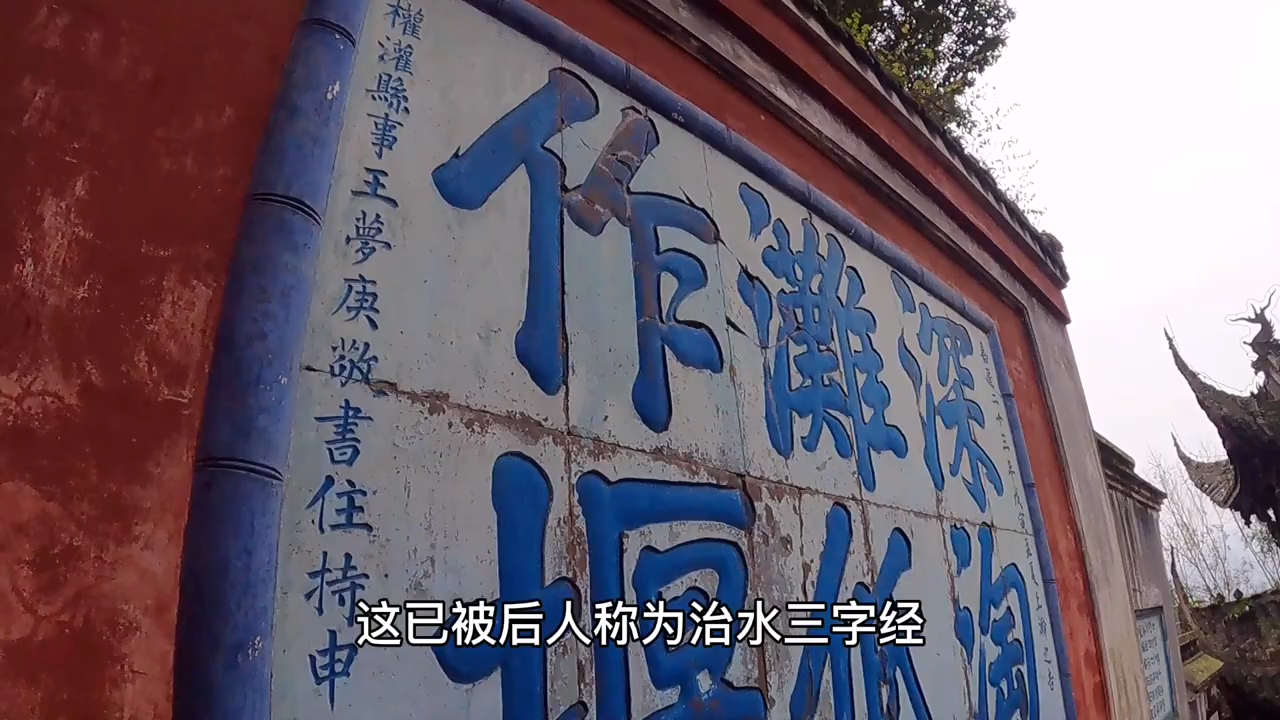 深淘
灘低
作堰
權灌縣事王夢庚敬書住持申
这已被后人称为治水三字经